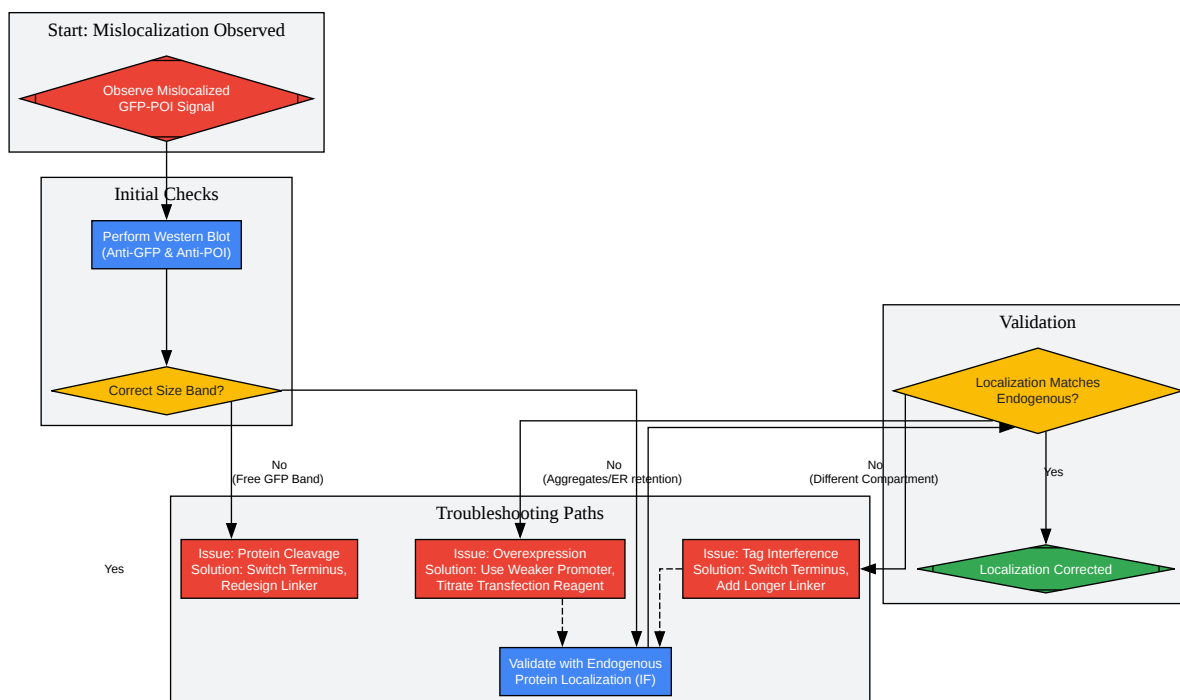 Start: Mislocalization Observed
Observe Mislocalized
GFP-POI Signal
Initial Checks
Perform Western Blot
(Anti-GFP & Anti-POI)
Correct Size Band?
Validation
Localization Matches
Endogenous?
No
(Free GFP Band)
No
(Aggregates/ER retention)
No
(Different Compartment)
Yes
Troubleshooting Paths
Issue: Protein Cleavage
Solution: Switch Terminus,
Redesign Linker
Issue: Overexpression
Solution: Use Weaker Promoter,
Titrate Transfection Reagent
Issue: Tag Interference
Solution: Switch Terminus,
Add Longer Linker
Localization Corrected
Yes
Validate with Endogenous
Protein Localization (IF)